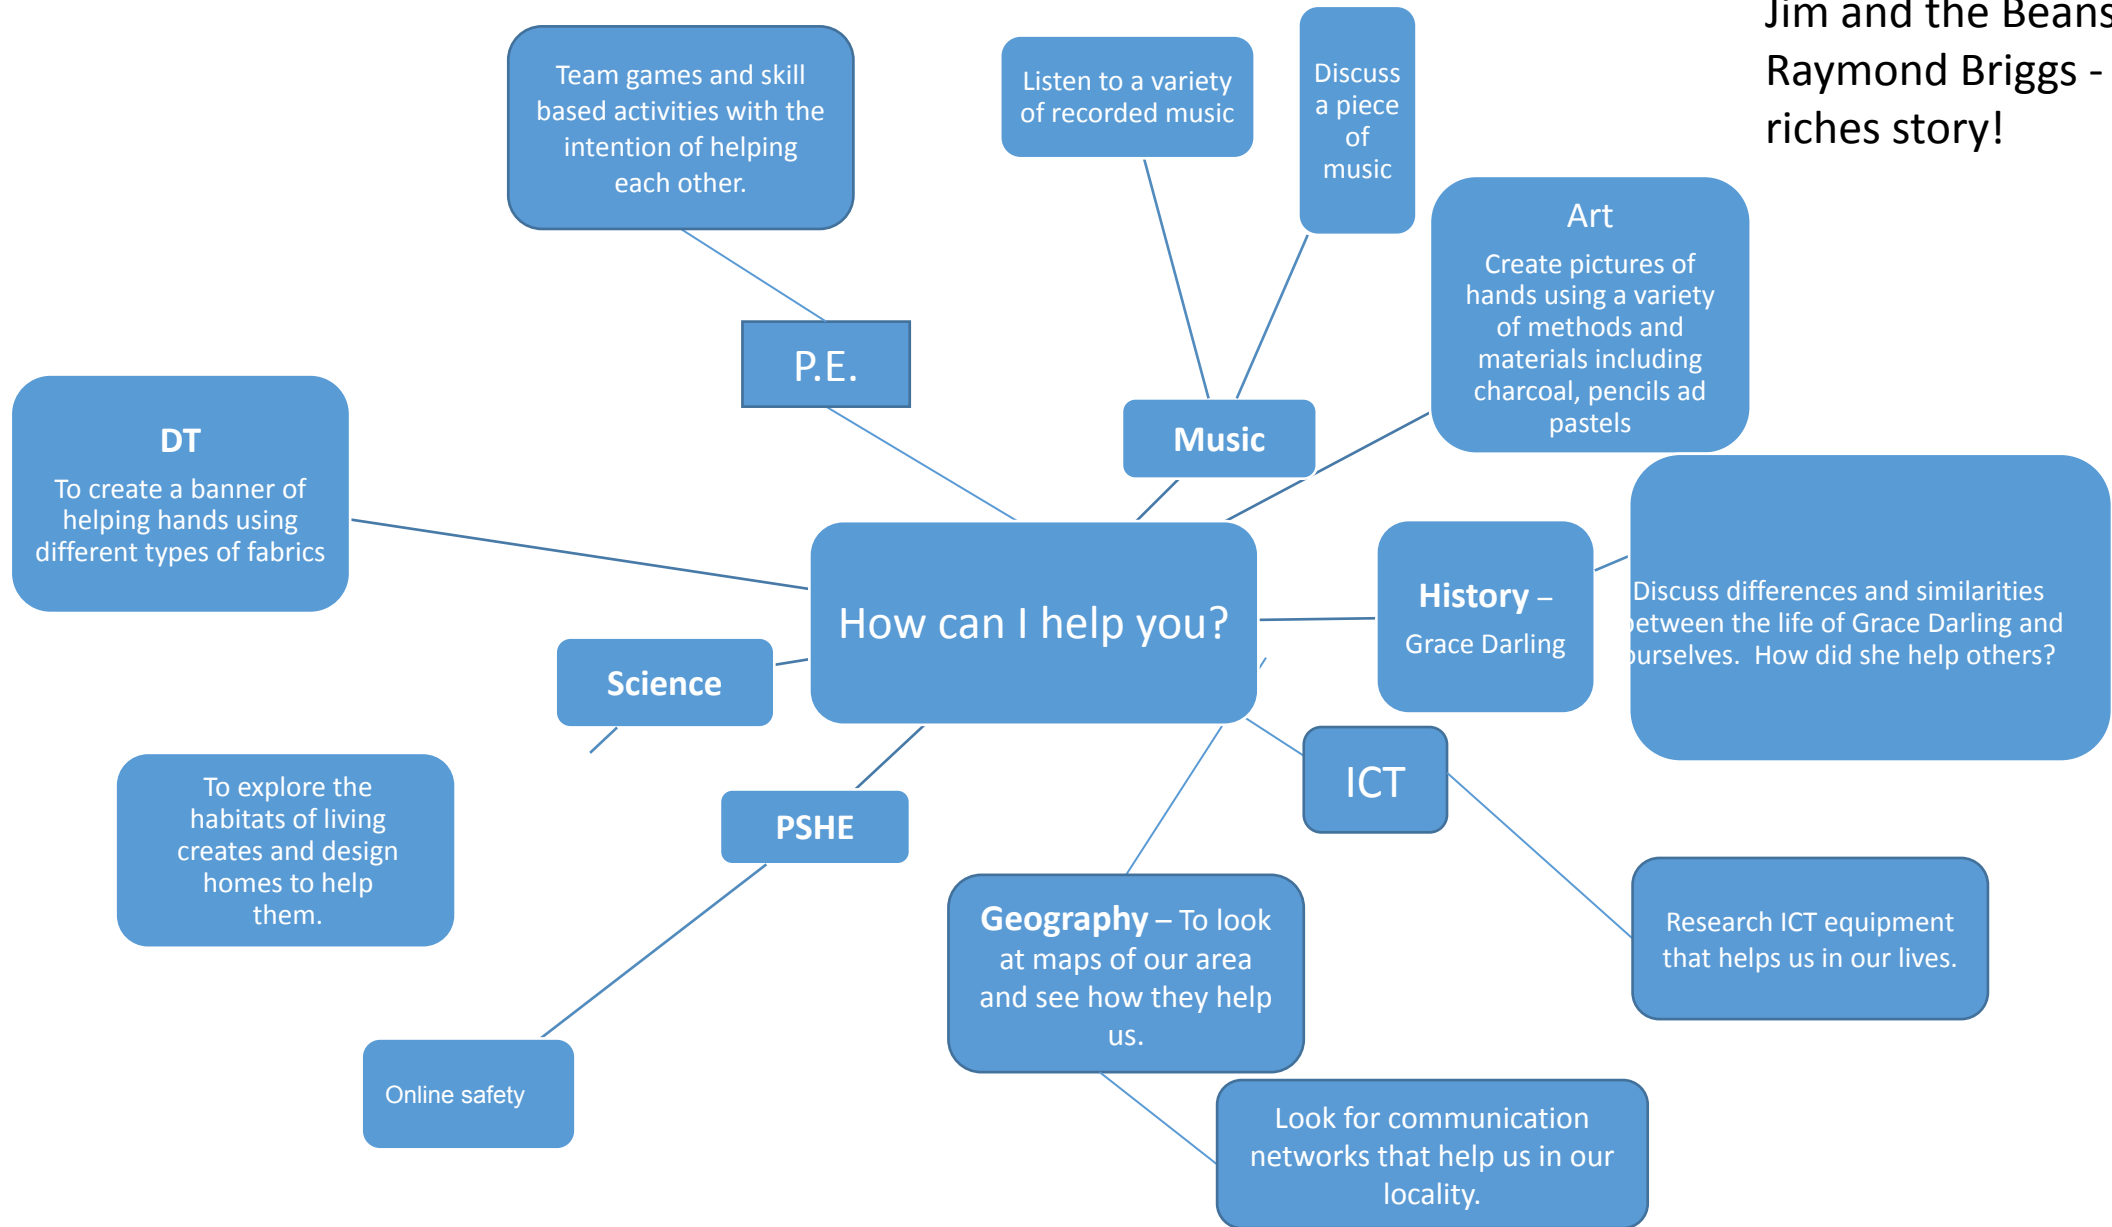 Jim and the Beans
Raymond Briggs -
riches story!
Team games and skill
based activities with the
intention of helping
each other.
Listen to a variety
of recorded music
Discuss
a piece
of
music
Art
Create pictures of
hands using a variety
of methods and
materials including
charcoal, pencils ad
pastels
P.E.
Music
DT
To create a banner of
helping hands using
different types of fabrics
How can I help you?
History –
Grace Darling
Discuss differences and similarities
between the life of Grace Darling and
ourselves.  How did she help others?
Science
To explore the
habitats of living
creates and design
homes to help
them.
PSHE
ICT
Geography – To look
at maps of our area
and see how they help
us.
Research ICT equipment
that helps us in our lives.
Online safety
Look for communication
networks that help us in our
locality.